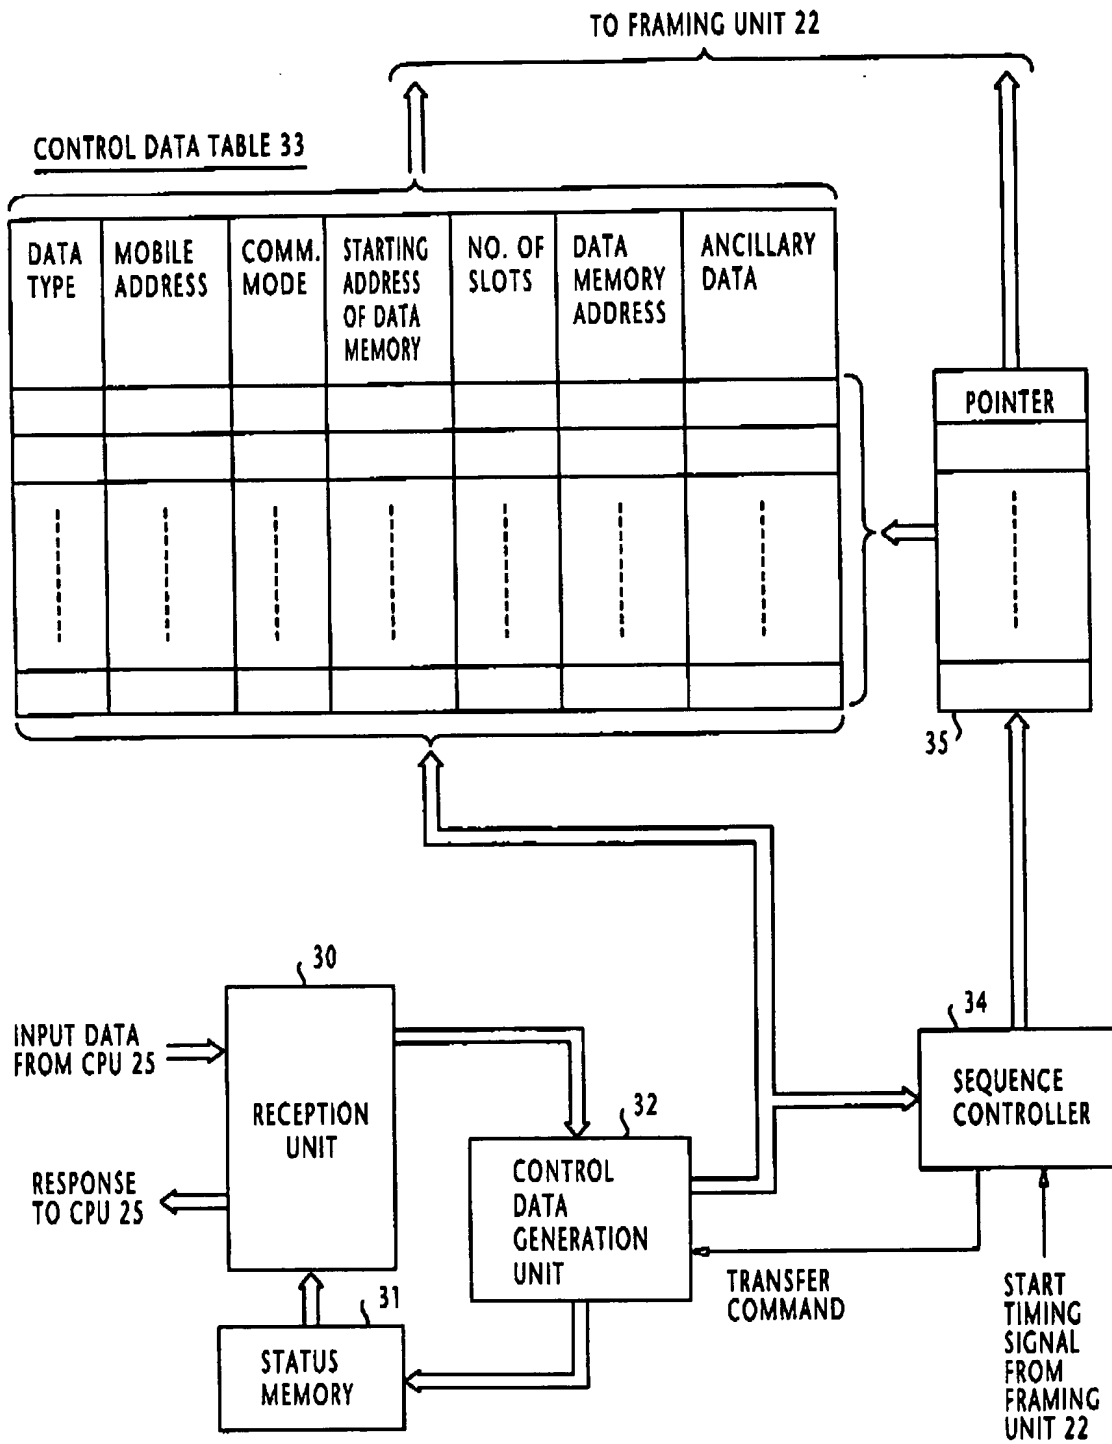 TO FRAMING UNIT 22
CONTROL DATA TABLE 33
DATA
TYPE
MOBILE
ADDRESS
COMM.
MODE
STARTING
ADDRESS
OF DATA
MEMORY
NO. OF
SLOTS
DATA
MEMORY
ADDRESS
ANCILLARY
DATA
POINTER
35
30
INPUT DATA
FROM CPU 25
RECEPTION
UNIT
RESPONSE
TO CPU 25
31
STATUS
MEMORY
32
CONTROL
DATA
GENERATION
UNIT
34
SEQUENCE
CONTROLLER
TRANSFER
COMMAND
START
TIMING
SIGNAL
FROM
FRAMING
UNIT 22